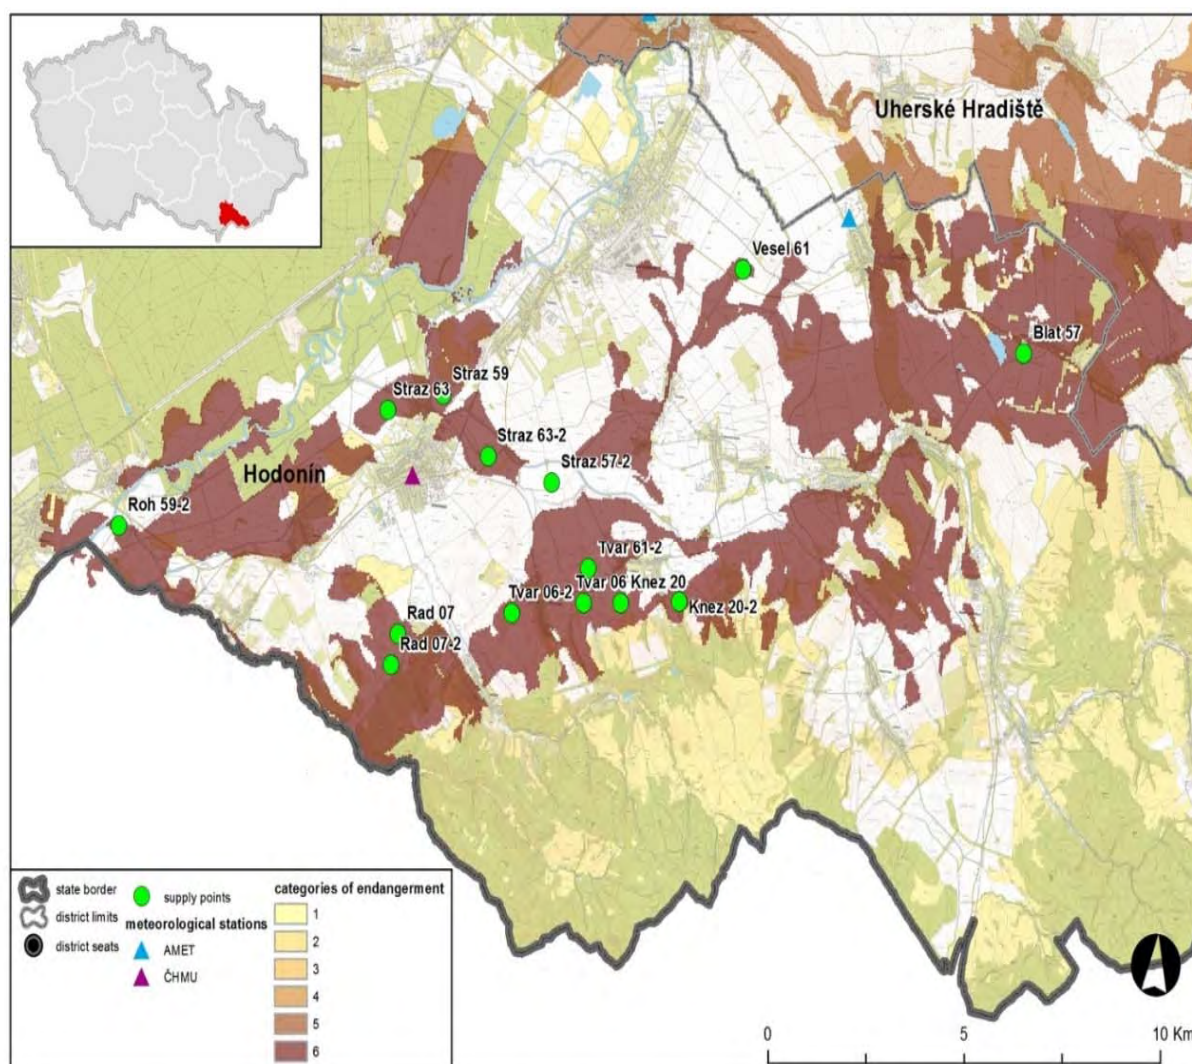 Uherské Hradiště
Vesel 61
Blat 57
Straz 59
Straz 63
Straz 63-2
Straz 57-2
Hodonín
Roh 59-2
Tvar 61-2
Tvar 06-2
Tvar 06
Knez 20
Knez 20-2
Rad 07
Rad 07-2
state border
district limits
district seats
supply points
meteorological stations
AMET
ČHMU
categories of endangerment
1
2
3
4
5
6
0
5
10 Km